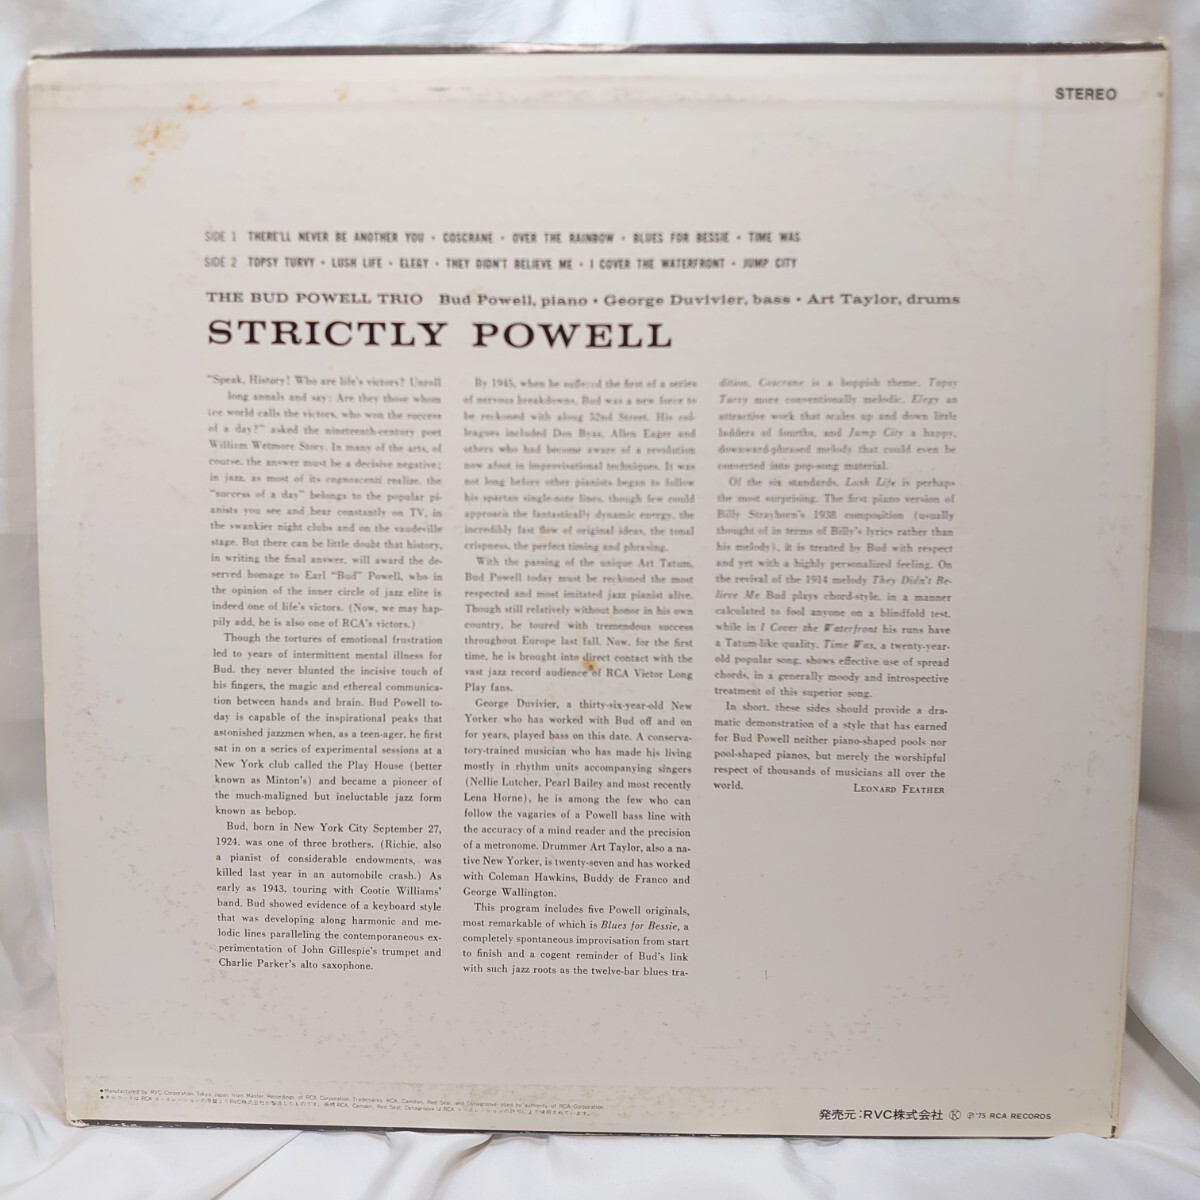 STEREO
SIDE 1 THERE'LL NEVER BE ANOTHER YOU • COSCRANE • OVER THE RAINBOW • BLUES FOR BESSIE • TIME WAS
SIDE 2 TOPSY TURVY • LUSH LIFE • ELEGY • THEY DIDN'T BELIEVE ME • I COVER THE WATERFRONT • JUMP CITY
THE BUD POWELL TRIO Bud Powell, piano • George Duvivier, bass • Art Taylor, drums
STRICTLY POWELL
"Speak, History! Who are life's victors? Unroll
long annals and say: Are they those whom
the world calls the victors, who won the success
of a day?" asked the nineteenth-century poet
William Wetmore Story. In many of the arts, of
course, the answer must be a decisive negative;
in jazz, as most of its cognoscenti realize, the
"success of a day" belongs to the popular pi-
anists you see and hear constantly on TV, in
the swankier night clubs and on the vaudeville
stage. But there can be little doubt that history,
in writing the final answer, will award the de-
served homage to Earl "Bud" Powell, who in
the opinion of the inner circle of jazz elite is
indeed one of life's victors. (Now, we may hap-
pily add, he is also one of RCA's victors.)
Though the tortures of emotional frustration
led to years of intermittent mental illness for
Bud, they never blunted the incisive touch of
his fingers, the magic and ethereal communica-
tion between hands and brain. Bud Powell to-
day is capable of the inspirational peaks that
astonished jazzmen when, as a teen-ager, he first
sat in on a series of experimental sessions at a
New York club called the Play House (better
known as Minton's) and became a pioneer of
the much-maligned but ineluctable jazz form
known as bebop.
Bud, born in New York City September 27,
1924, was one of three brothers. (Richie, also
a pianist of considerable endowments, was
killed last year in an automobile crash.) As
early as 1943, touring with Cootie Williams'
band, Bud showed evidence of a keyboard style
that was developing along harmonic and me-
lodic lines paralleling the contemporaneous ex-
perimentation of John Gillespie's trumpet and
Charlie Parker's alto saxophone.
By 1945, when he suffered the first of a series
of nervous breakdowns, Bud was a new force to
be reckoned with along 52nd Street. His col-
leagues included Don Byas, Allen Eager and
others who had become aware of a revolution
now afoot in improvisational techniques. It was
not long before other pianists began to follow
his spartan single-note lines, though few could
approach the fantastically dynamic energy, the
incredibly fast flow of original ideas, the tonal
crispness, the perfect timing and phrasing.
With the passing of the unique Art Tatum,
Bud Powell today must be reckoned the most
respected and most imitated jazz pianist alive.
Though still relatively without honor in his own
country, he toured with tremendous success
throughout Europe last fall. Now, for the first
time, he is brought into direct contact with the
vast jazz record audience of RCA Victor Long
Play fans.
George Duvivier, a thirty-six-year-old New
Yorker who has worked with Bud off and on
for years, played bass on this date. A conserva-
tory-trained musician who has made his living
mostly in rhythm units accompanying singers
(Nellie Lutcher, Pearl Bailey and most recently
Lena Horne), he is among the few who can
follow the vagaries of a Powell bass line with
the accuracy of a mind reader and the precision
of a metronome. Drummer Art Taylor, also a na-
tive New Yorker, is twenty-seven and has worked
with Coleman Hawkins, Buddy de Franco and
George Wallington.
This program includes five Powell originals,
most remarkable of which is Blues for Bessie, a
completely spontaneous improvisation from start
to finish and a cogent reminder of Bud's link
with such jazz roots as the twelve-bar blues tra-
dition. Coscrane is a boppish theme, Topsy
Turvy more conventionally melodic, Elegy an
attractive work that scales up and down little
ladders of fourths, and Jump City a happy,
downward-phrased melody that could even be
converted into pop-song material.
Of the six standards, Lush Life is perhaps
the most surprising. The first piano version of
Billy Strayhorn's 1938 composition (usually
thought of in terms of Billy's lyrics rather than
his melody), it is treated by Bud with respect
and yet with a highly personalized feeling. On
the revival of the 1914 melody They Didn't Be-
lieve Me Bud plays chord-style, in a manner
calculated to fool anyone on a blindfold test,
while in I Cover the Waterfront his runs have
a Tatum-like quality. Time Was, a twenty-year-
old popular song, shows effective use of spread
chords, in a generally moody and introspective
treatment of this superior song.
In short, these sides should provide a dra-
matic demonstration of a style that has earned
for Bud Powell neither piano-shaped pools nor
pool-shaped pianos, but merely the worshipful
respect of thousands of musicians all over the
world. LEONARD FEATHER
●Manufactured by RVC Corporation, Tokyo, Japan from Master Recordings of RCA Corporation. Trademarks RCA, Camden, Red Seal, and Dynagroove used by authority of RCA Corporation.
発売元:RVC株式会社 Ⓚ ℗'75 RCA RECORDS